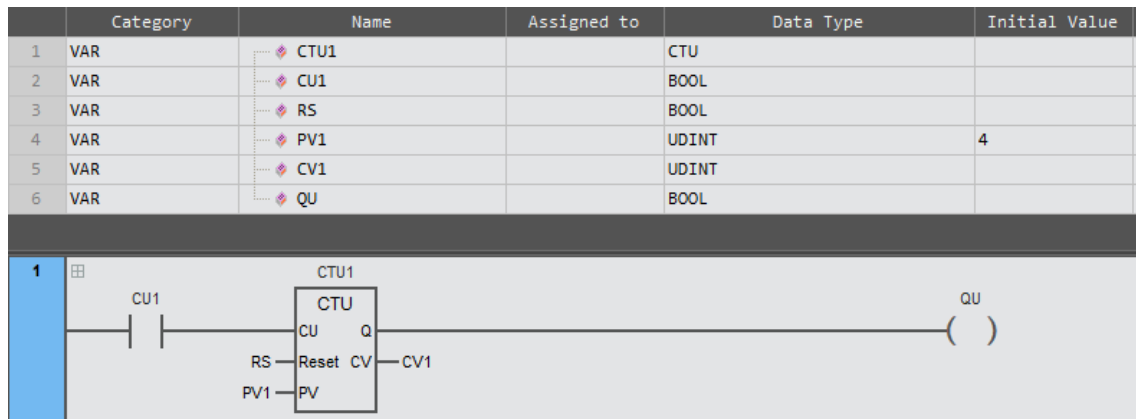 Category Name Assigned to Data Type Initial Value
1 VAR CTU1 CTU
2 VAR CU1 BOOL
3 VAR RS BOOL
4 VAR PV1 UDINT 4
5 VAR CV1 UDINT
6 VAR QU BOOL
1 CTU1
CU1 CTU QU
CU Q
RS Reset CV CV1
PV1 PV